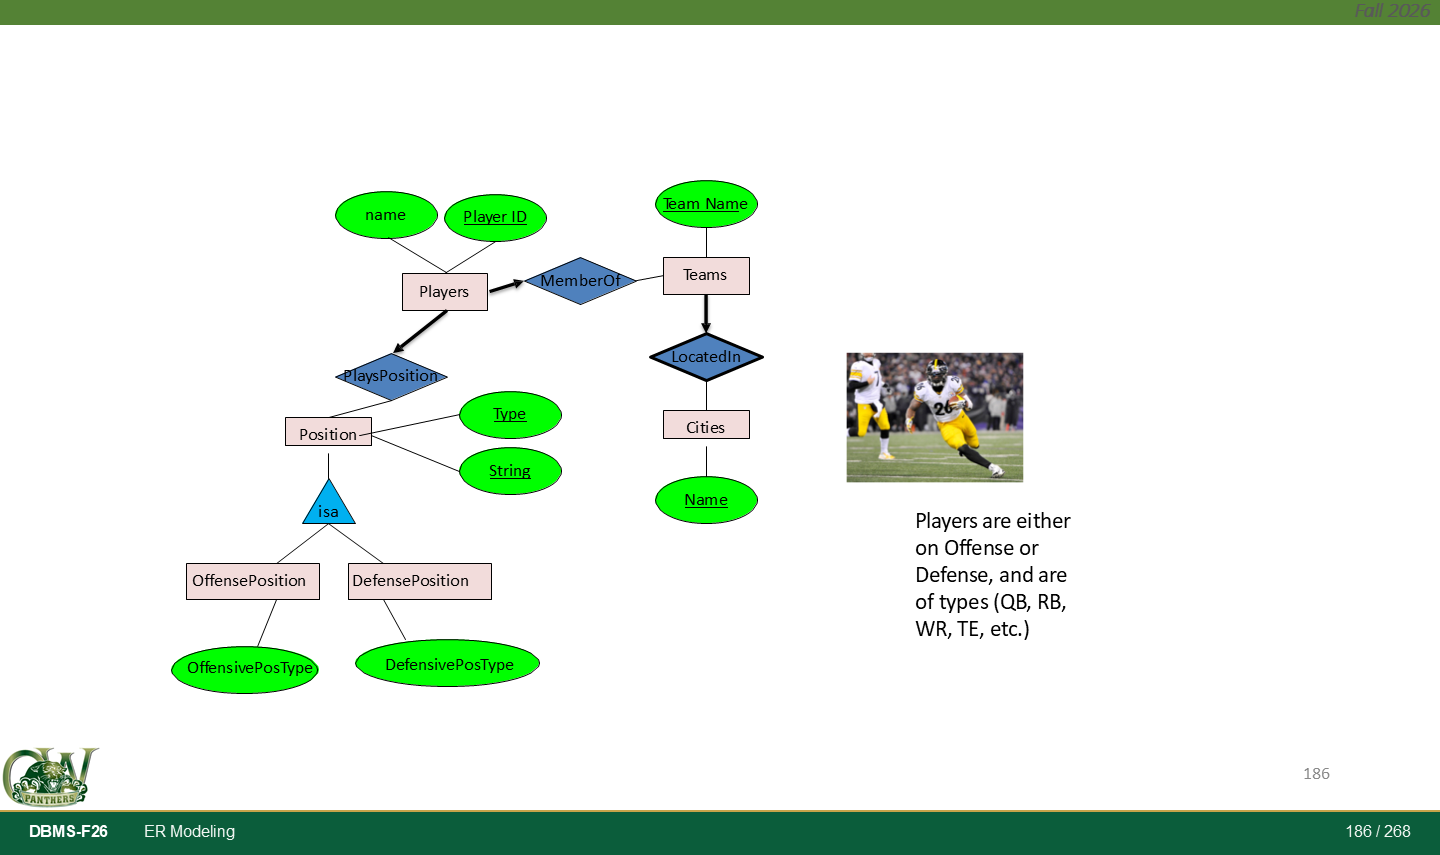 Fall 2026
name
Player ID
Team Name
Players
MemberOf
Teams
PlaysPosition
LocatedIn
Type
Position
Cities
String
Name
isa
OffensePosition
DefensePosition
OffensivePosType
DefensivePosType
26
Players are either
on Offense or
Defense, and are
of types (QB, RB,
WR, TE, etc.)
OW
PANTHERS
186
DBMS-F26
ER Modeling
186 / 268